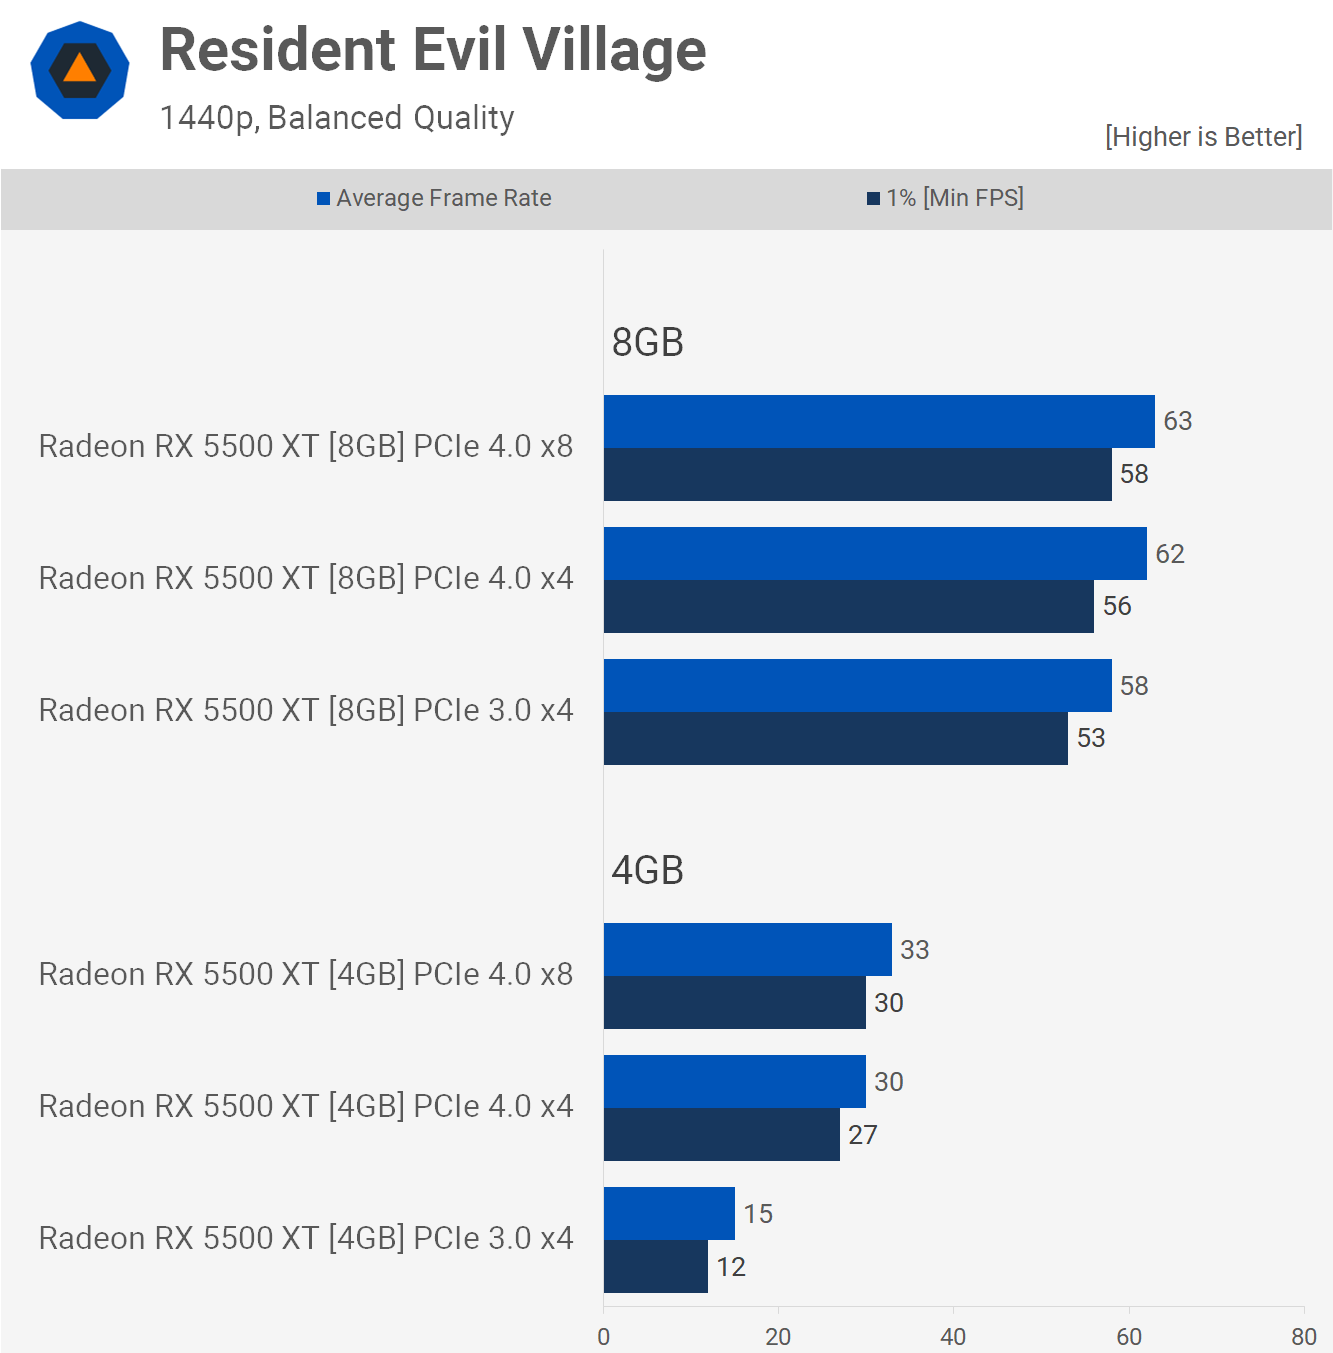 Resident Evil Village
1440p, Balanced Quality
[Higher is Better]
Average Frame Rate
1% [Min FPS]
8GB
Radeon RX 5500 XT [8GB] PCIe 4.0 x8
63
58
Radeon RX 5500 XT [8GB] PCIe 4.0 x4
62
56
Radeon RX 5500 XT [8GB] PCIe 3.0 x4
58
53
4GB
Radeon RX 5500 XT [4GB] PCIe 4.0 x8
33
30
Radeon RX 5500 XT [4GB] PCIe 4.0 x4
30
27
Radeon RX 5500 XT [4GB] PCIe 3.0 x4
15
12
0 20 40 60 80